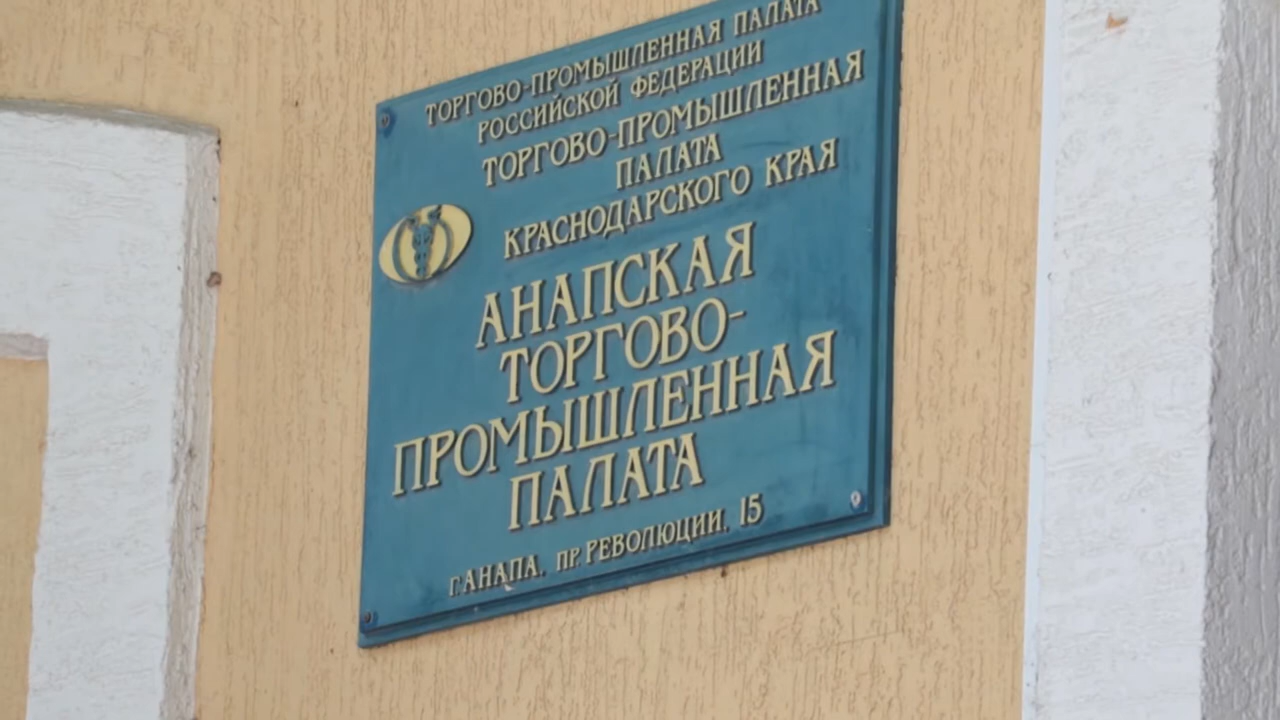 ТОРГОВО-ПРОМЫШЛЕННАЯ ПАЛАТА
РОССИЙСКОЙ ФЕДЕРАЦИИ
ТОРГОВО-ПРОМЫШЛЕННАЯ
ПАЛАТА
КРАСНОДАРСКОГО КРАЯ
АНАПСКАЯ
ТОРГОВО-
ПРОМЫШЛЕННАЯ
ПАЛАТА
Г.АНАПА, ПР. РЕВОЛЮЦИИ, 15